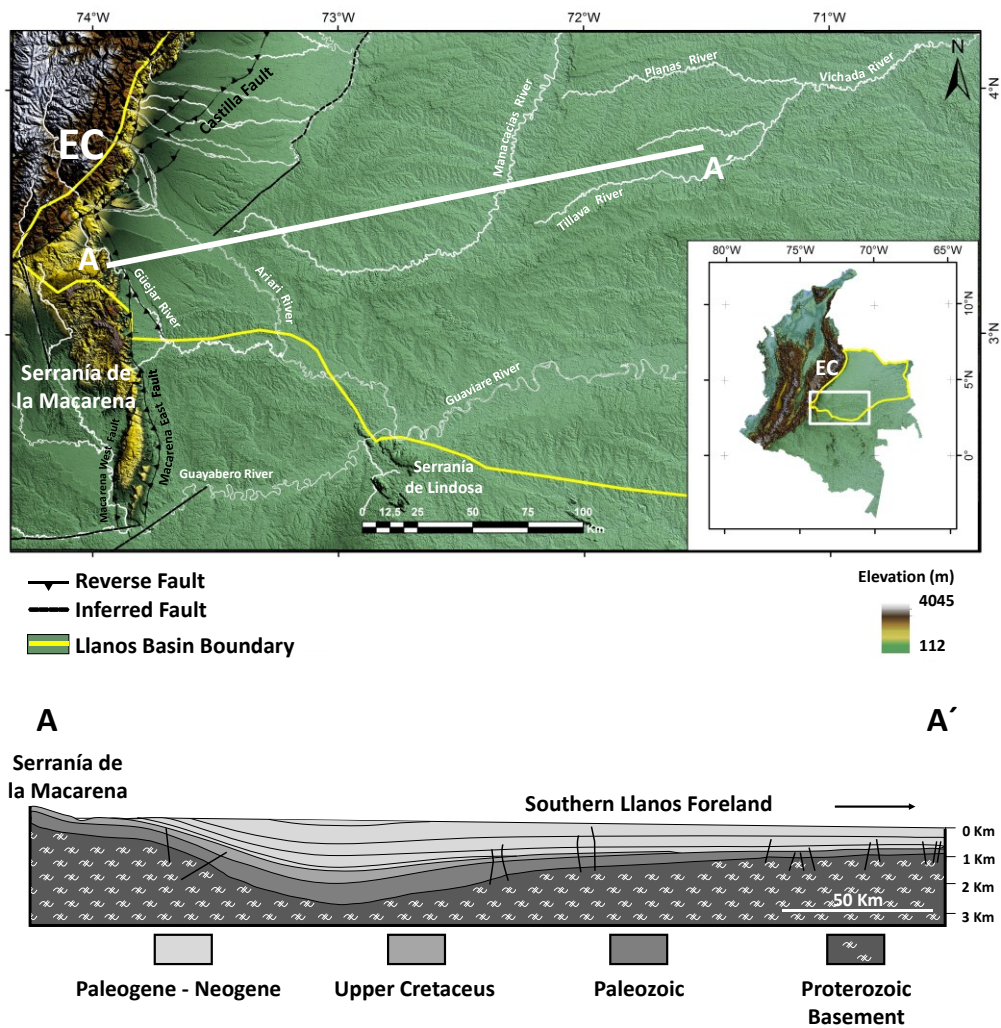 74°W 73°W 72°W 71°W
N
4°N
3°N
EC
Castilla Fault
Planas River
Vichada River
Manacacias River
Tillava River
A
A´
Güejar River
Ariari River
Serranía de
la Macarena
Macarena West Fault
Macarena East Fault
Guaviare River
Guayabero River
Serranía
de Lindosa
0 12.5 25 50 75 100
Km
80°W 75°W 70°W 65°W
10°N
5°N
0°
EC
Reverse Fault
Inferred Fault
Llanos Basin Boundary
Elevation (m)
4045
112
A
A´
Serranía de
la Macarena
Southern Llanos Foreland
0 Km
1 Km
2 Km
3 Km
50 Km
Paleogene - Neogene
Upper Cretaceus
Paleozoic
Proterozoic
Basement